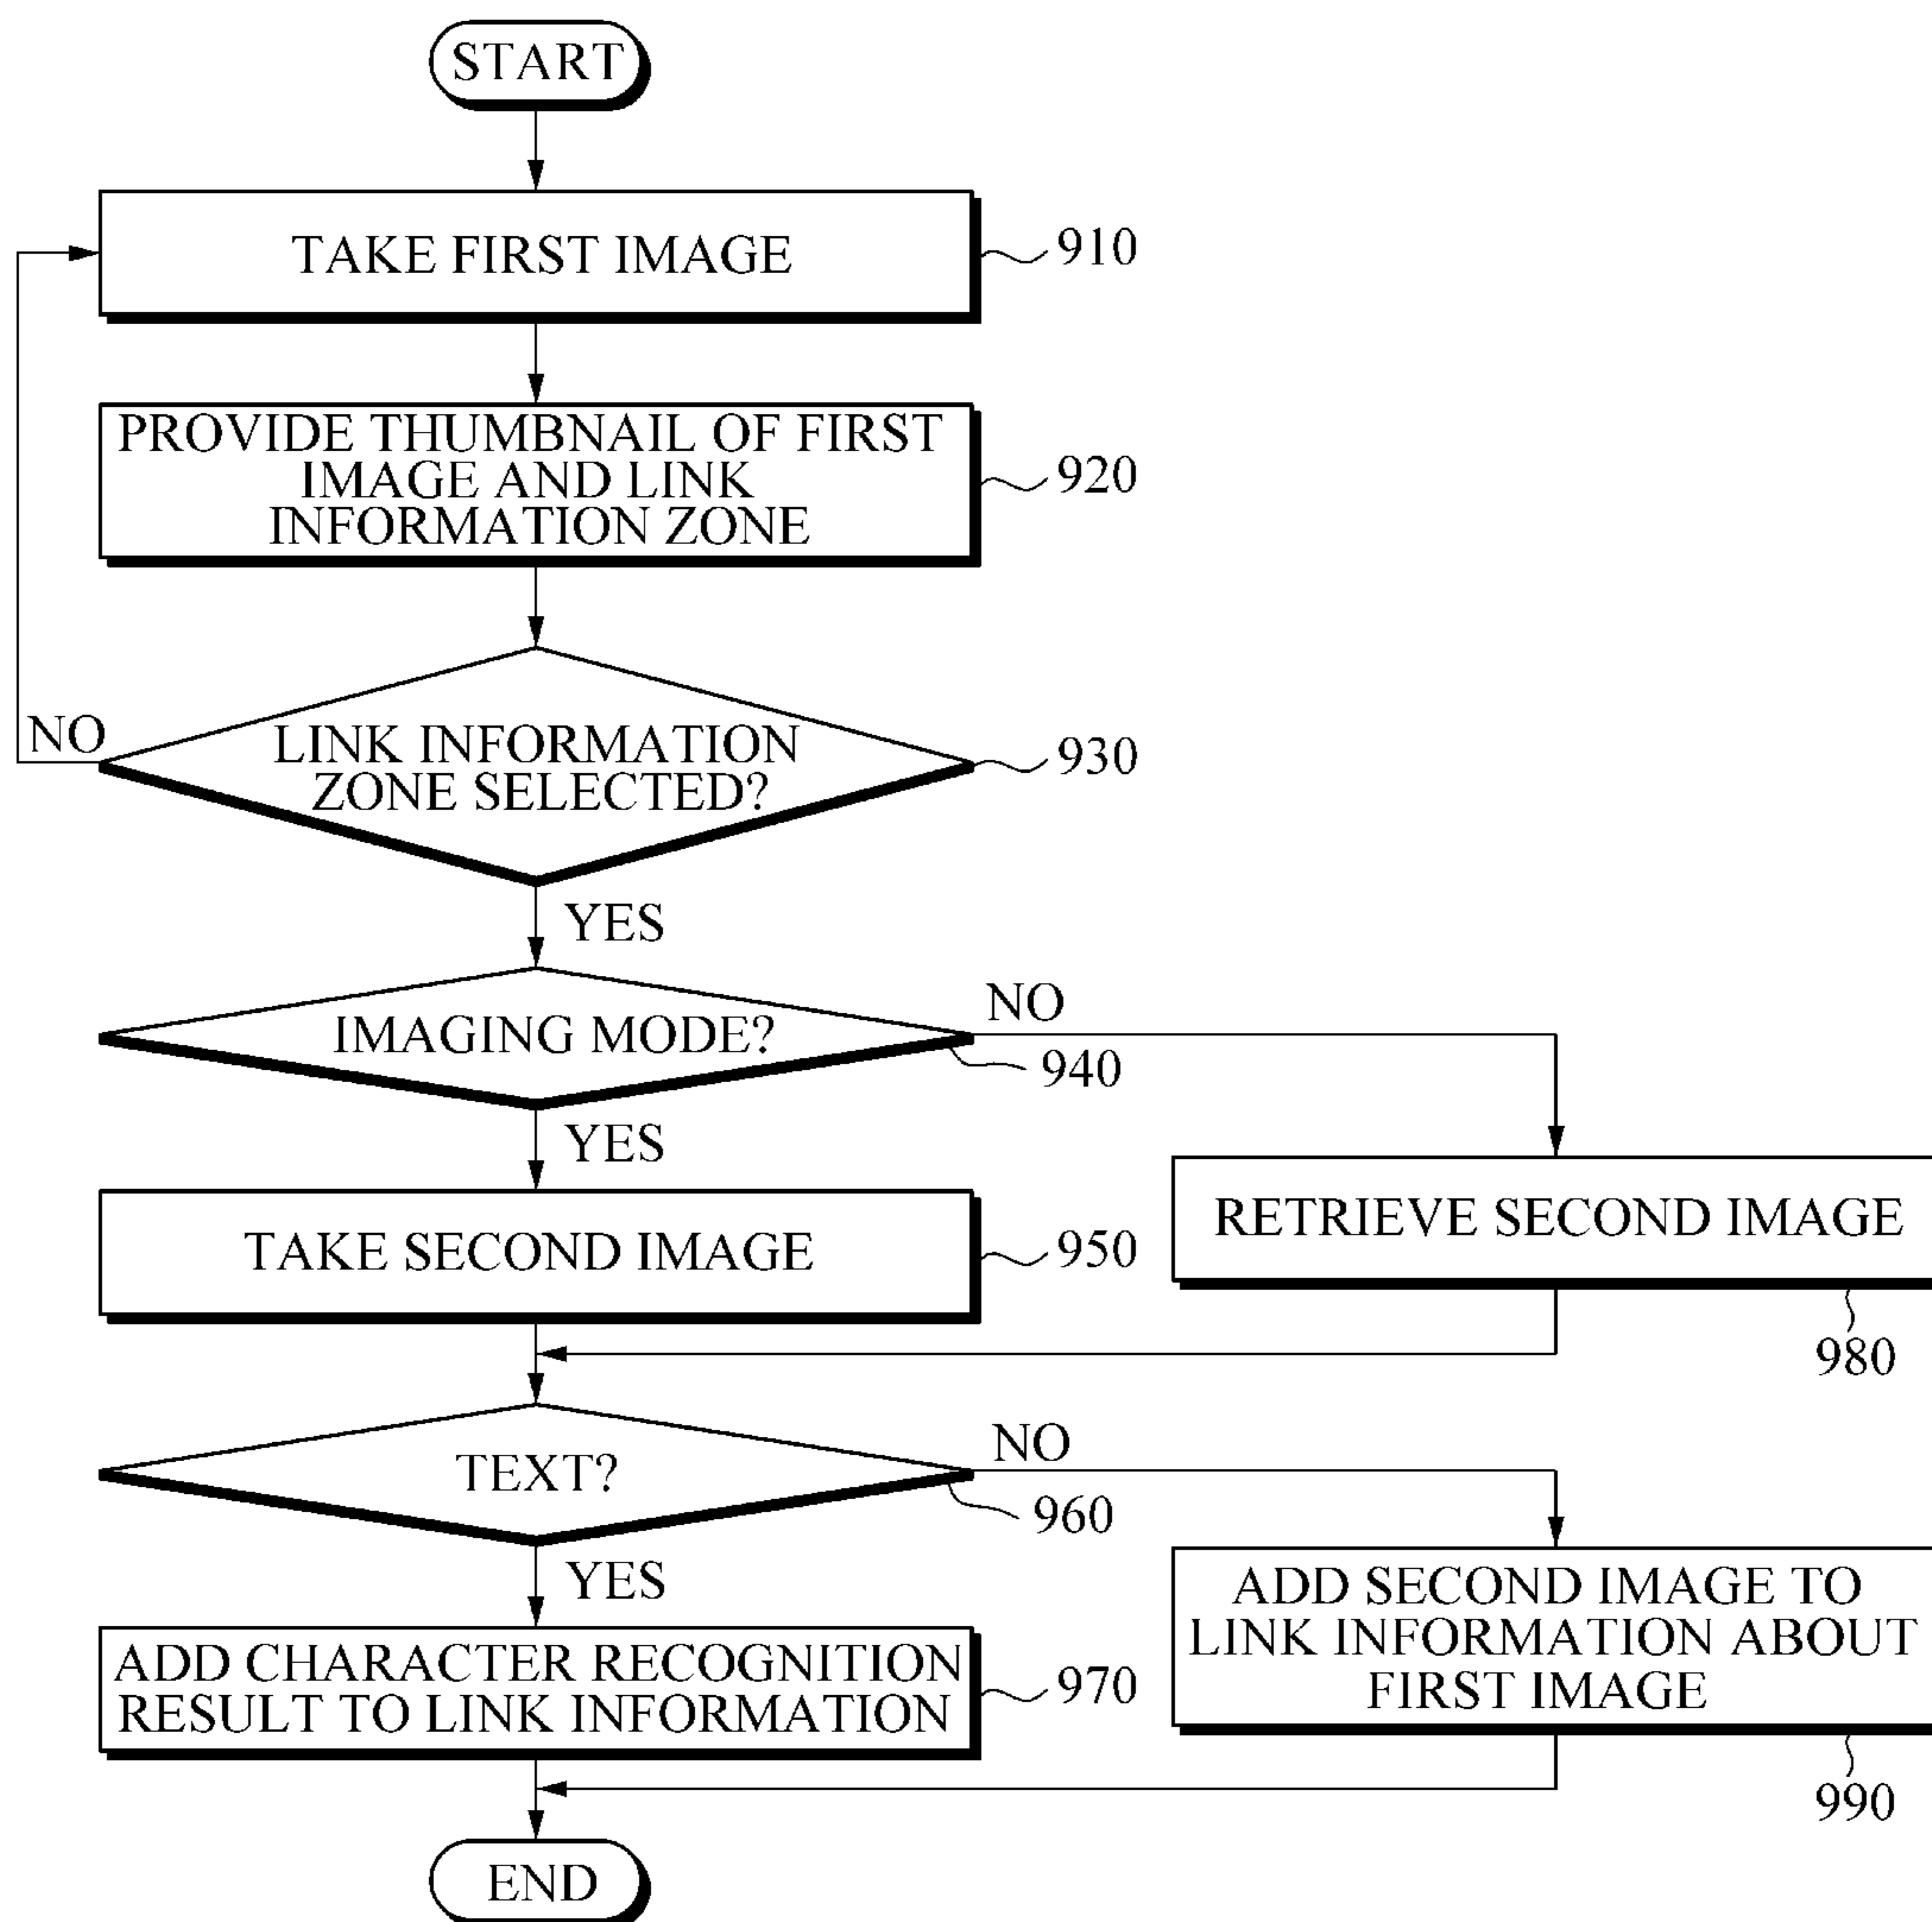 START
TAKE FIRST IMAGE
910
PROVIDE THUMBNAIL OF FIRST
IMAGE AND LINK
INFORMATION ZONE
920
NO
LINK INFORMATION
ZONE SELECTED?
930
YES
IMAGING MODE?
NO
940
YES
TAKE SECOND IMAGE
950
RETRIEVE SECOND IMAGE
980
TEXT?
NO
960
YES
ADD CHARACTER RECOGNITION
RESULT TO LINK INFORMATION
970
ADD SECOND IMAGE TO
LINK INFORMATION ABOUT
FIRST IMAGE
990
END